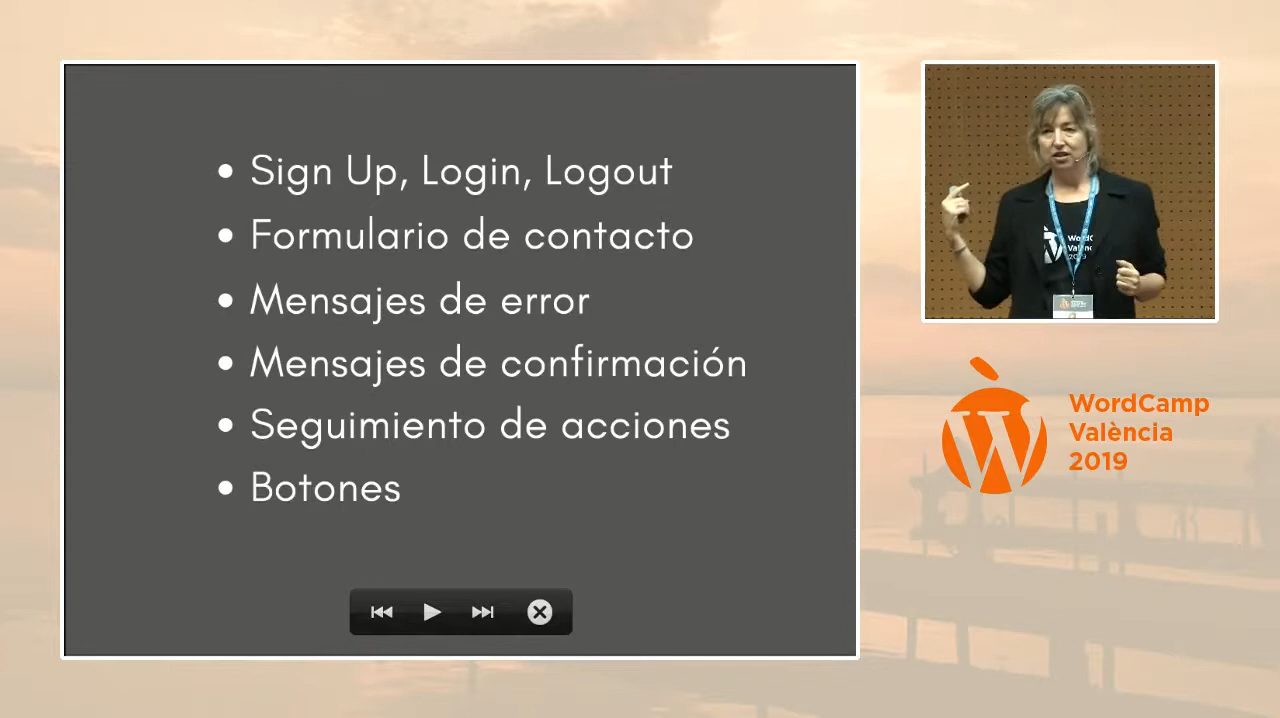 • Sign Up, Login, Logout
• Formulario de contacto
• Mensajes de error
• Mensajes de confirmación
• Seguimiento de acciones
• Botones
WordCamp
València
2019